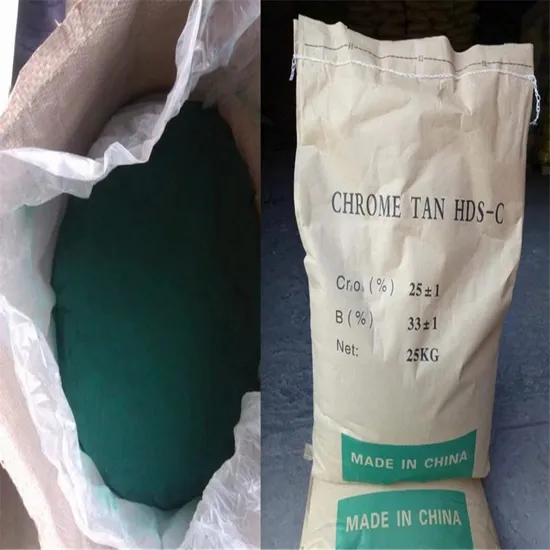 CHROME TAN HDS-C
Cr₂o₃(%) 25±1
B(%) 33±1
Net: 25KG
MADE IN CHINA
MADE IN CHINA